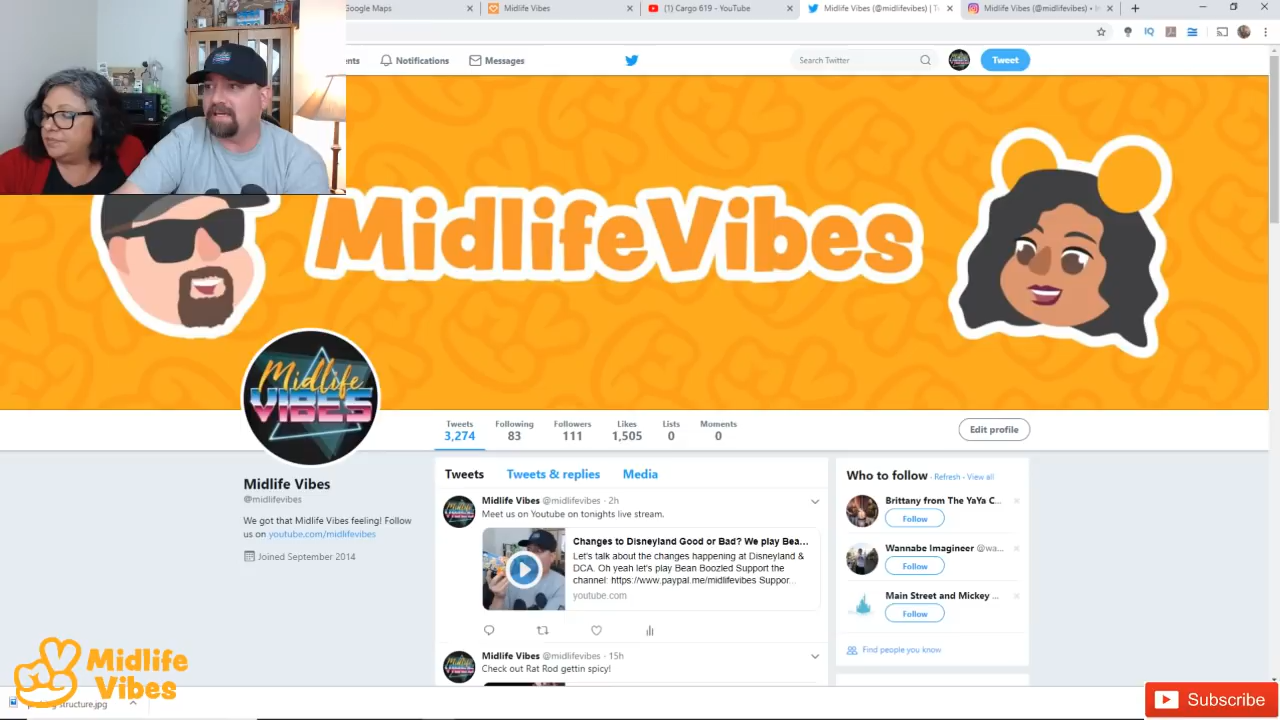 Google Maps
Midlife Vibes
(1) Cargo 619 - YouTube
Midlife Vibes (@midlifevibes) | T
Midlife Vibes (@midlifevibes) •
IQ
ents
Notifications
Messages
Search Twitter
Tweet
MidlifeVibes
Midlife
VIBES
Tweets
3,274
Following
83
Followers
111
Likes
1,505
Lists
0
Moments
0
Edit profile
Midlife Vibes
@midlifevibes
We got that Midlife Vibes feeling! Follow
us on youtube.com/midlifevibes
Joined September 2014
Tweets
Tweets & replies
Media
Midlife Vibes @midlifevibes · 2h
Meet us on Youtube on tonights live stream.
Changes to Disneyland Good or Bad? We play Bea...
Let's talk about the changes happening at Disneyland &
DCA. Oh yeah let's play Bean Boozled Support the
channel: https://www.paypal.me/midlifevibes Suppor...
youtube.com
Midlife Vibes @midlifevibes · 15h
Check out Rat Rod gettin spicy!
Who to follow · Refresh · View all
Brittany from The YaYa C...
Follow
Wannabe Imagineer @wa...
Follow
Main Street and Mickey ...
Follow
Find people you know
Midlife
Vibes
structure.jpg
Subscribe